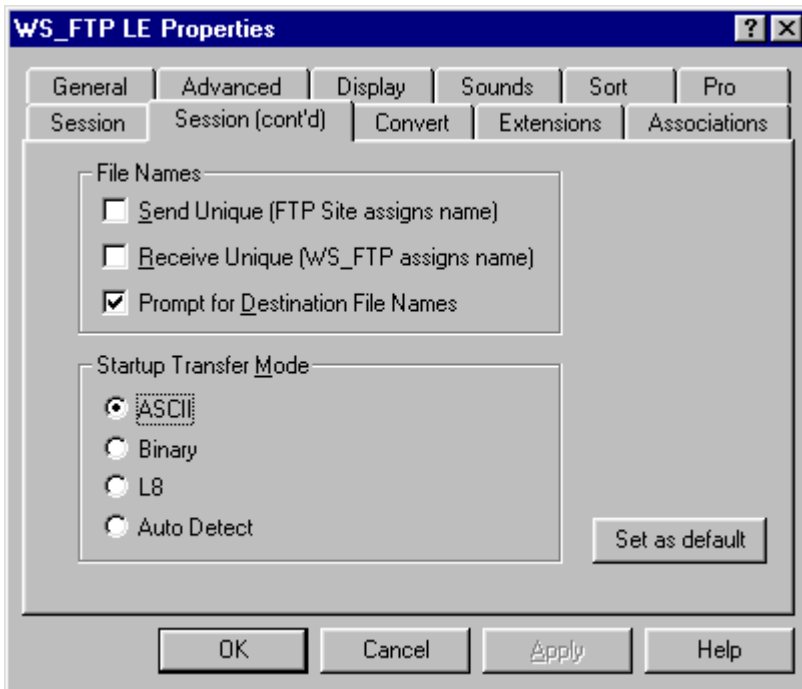 WS_FTP LE Properties
General Advanced Display Sounds Sort Pro
Session Session (cont'd) Convert Extensions Associations
File Names
Send Unique (FTP Site assigns name)
Receive Unique (WS_FTP assigns name)
Prompt for Destination File Names
Startup Transfer Mode
ASCII
Binary
L8
Auto Detect
Set as default
OK Cancel Apply Help